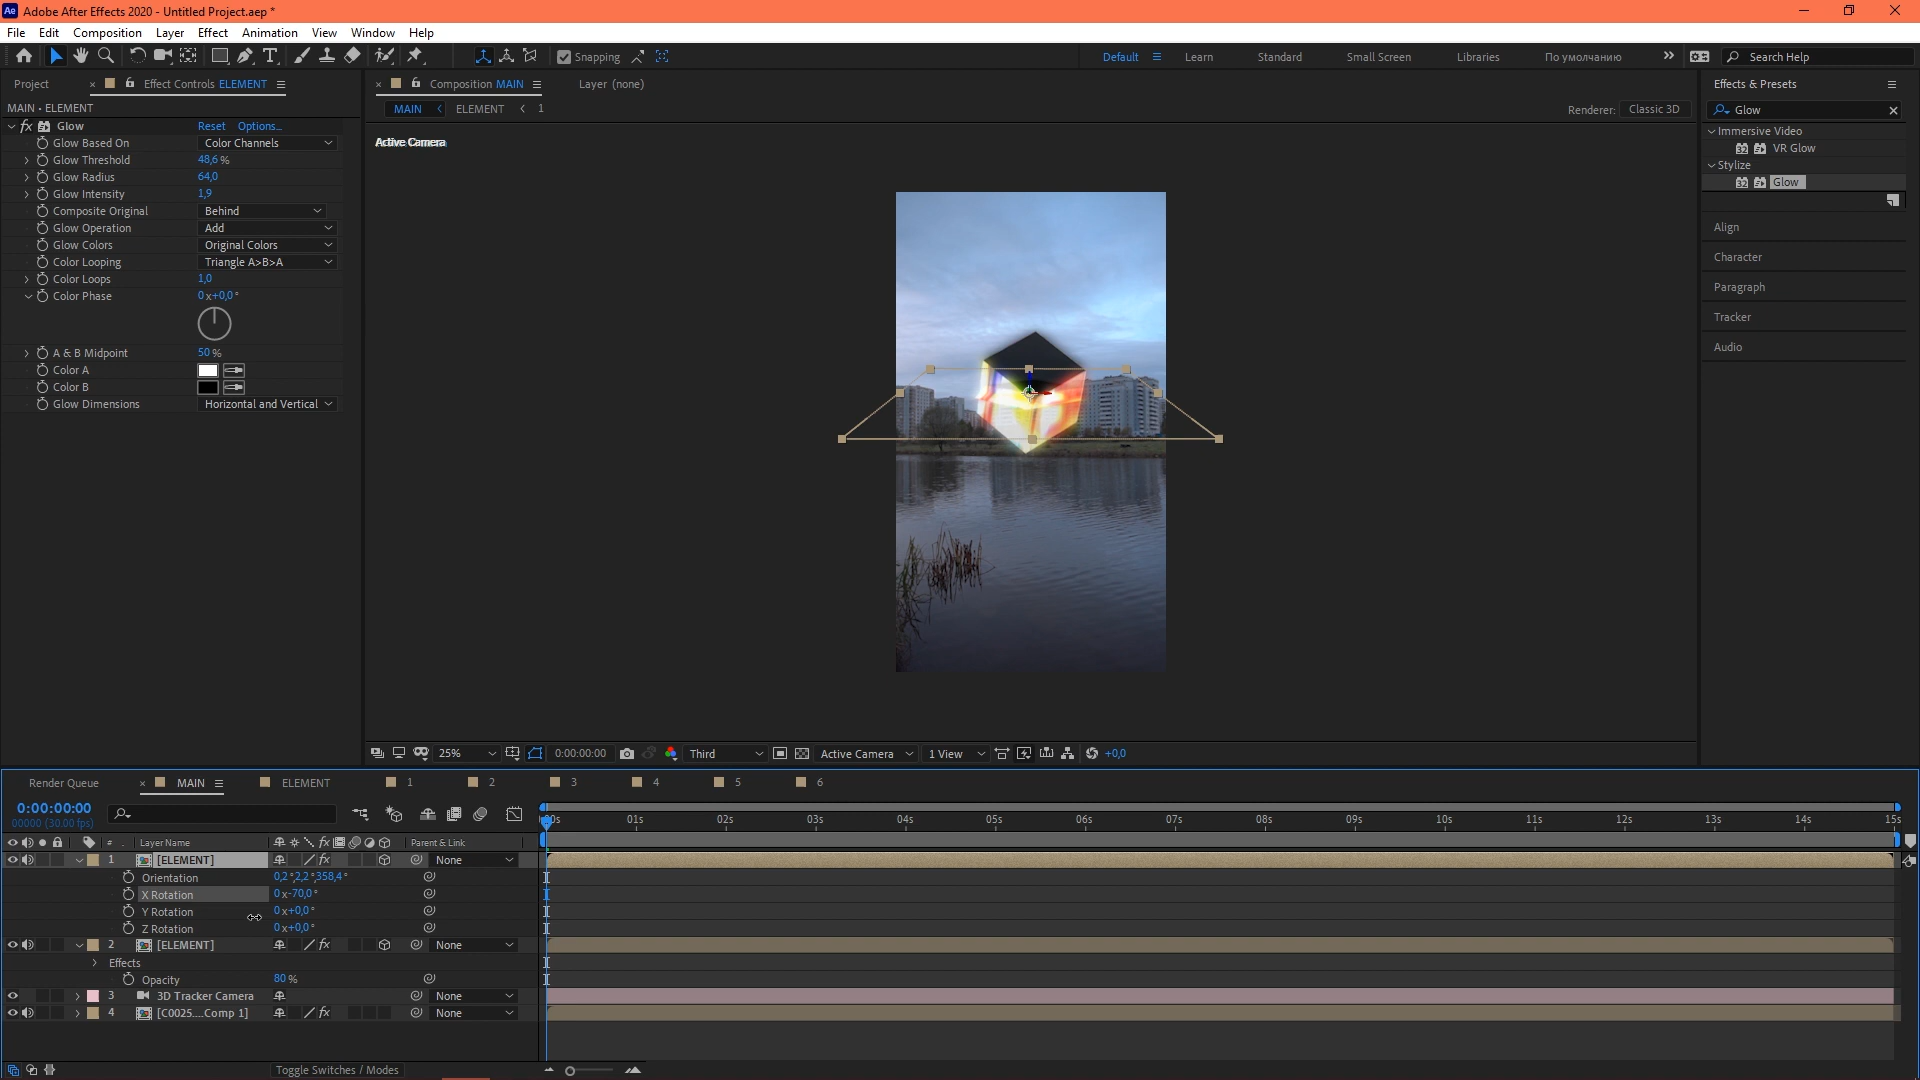 Adobe After Effects 2020 - Untitled Project.aep *
File Edit Composition Layer Effect Animation View Window Help
Snapping Default Learn Standard Small Screen Libraries По умолчанию Search Help
Project Effect Controls ELEMENT
MAIN • ELEMENT
fx Glow Reset Options...
Glow Based On Color Channels
Glow Threshold 48,6 %
Glow Radius 64,0
Glow Intensity 1,9
Composite Original Behind
Glow Operation Add
Glow Colors Original Colors
Color Looping Triangle A>B>A
Color Loops 1,0
Color Phase 0 x+0,0 °
A & B Midpoint 50 %
Color A
Color B
Glow Dimensions Horizontal and Vertical
Composition MAIN Layer (none)
MAIN ELEMENT 1
Renderer: Classic 3D
Active Camera
25% 0:00:00:00 Third Active Camera 1 View +0,0
Effects & Presets
Glow
Immersive Video
32 VR Glow
Stylize
32 Glow
Align
Character
Paragraph
Tracker
Audio
Render Queue MAIN ELEMENT 1 2 3 4 5 6
0:00:00:00
00000 (30.00 fps)
01s 02s 03s 04s 05s 06s 07s 08s 09s 10s 11s 12s 13s 14s 15s
# Layer Name fx Parent & Link
1 [ELEMENT] None
Orientation 0,2 °,2,2 °,358,4 °
X Rotation 0 x-70,0 °
Y Rotation 0 x+0,0 °
Z Rotation 0 x+0,0 °
2 [ELEMENT] fx None
Effects
Opacity 80 %
3 3D Tracker Camera None
4 [C0025....Comp 1] fx None
Toggle Switches / Modes